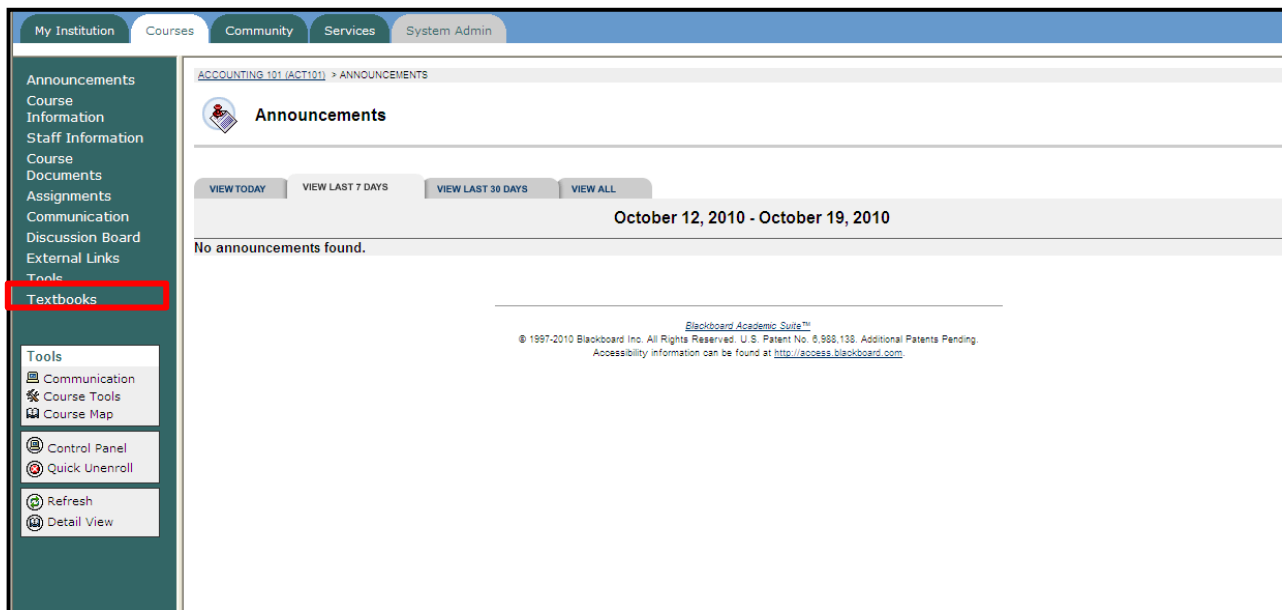 My Institution Courses Community Services System Admin
Announcements
Course
Information
Staff Information
Course
Documents
Assignments
Communication
Discussion Board
External Links
Tools
Textbooks
Tools
Communication
Course Tools
Course Map
Control Panel
Quick Unenroll
Refresh
Detail View
ACCOUNTING 101 (ACT101) > ANNOUNCEMENTS
Announcements
VIEW TODAY VIEW LAST 7 DAYS VIEW LAST 30 DAYS VIEW ALL
October 12, 2010 - October 19, 2010
No announcements found.
Blackboard Academic Suite™
© 1997-2010 Blackboard Inc. All Rights Reserved. U.S. Patent No. 6,988,138. Additional Patents Pending.
Accessibility information can be found at http://access.blackboard.com.